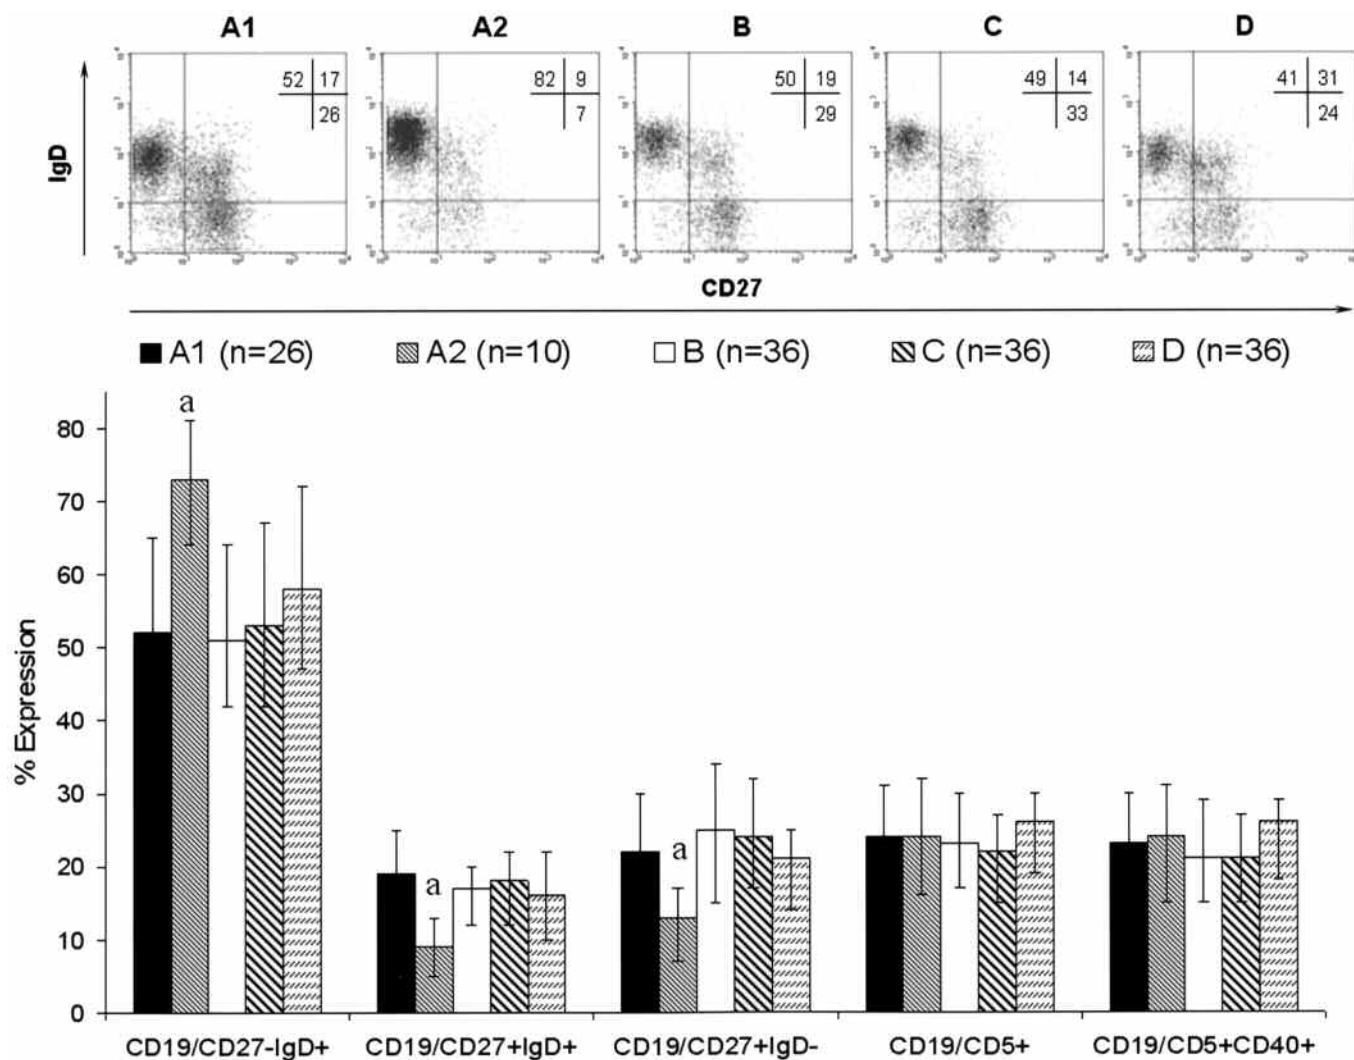 A1 A2 B C D
52 17
26
82 9
7
50 19
29
49 14
33
41 31
24
IgD
CD27
A1 (n=26) A2 (n=10) B (n=36) C (n=36) D (n=36)
% Expression
80
70
60
50
40
30
20
10
0
a
a
a
CD19/CD27-IgD+ CD19/CD27+IgD+ CD19/CD27+IgD- CD19/CD5+ CD19/CD5+CD40+